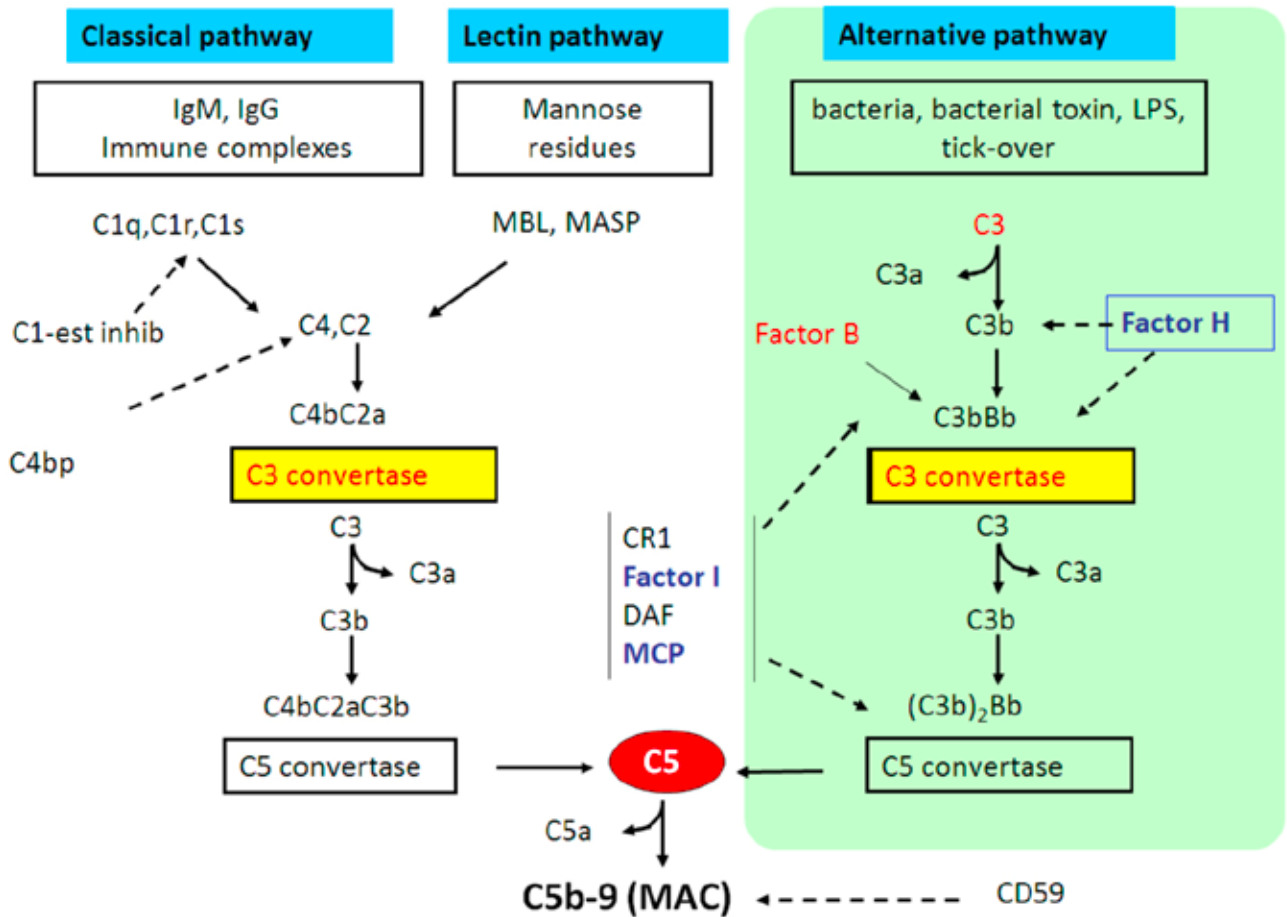 Classical pathway
Lectin pathway
Alternative pathway
IgM, IgG
Immune complexes
Mannose
residues
bacteria, bacterial toxin, LPS,
tick-over
C1q,C1r,C1s
MBL, MASP
C3
C3a
C1-est inhib
C4,C2
Factor B
C3b
Factor H
C4bC2a
C3bBb
C4bp
C3 convertase
C3 convertase
C3
C3a
C3b
CR1
Factor I
DAF
MCP
C3
C3a
C3b
C4bC2aC3b
(C3b)₂Bb
C5 convertase
C5
C5 convertase
C5a
C5b-9 (MAC)
CD59